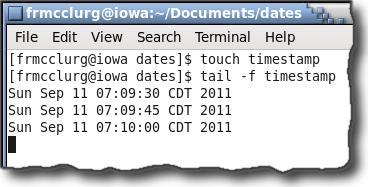 frmcclurg@iowa:~/Documents/dates
File Edit View Search Terminal Help
[frmcclurg@iowa dates]$ touch timestamp
[frmcclurg@iowa dates]$ tail -f timestamp
Sun Sep 11 07:09:30 CDT 2011
Sun Sep 11 07:09:45 CDT 2011
Sun Sep 11 07:10:00 CDT 2011